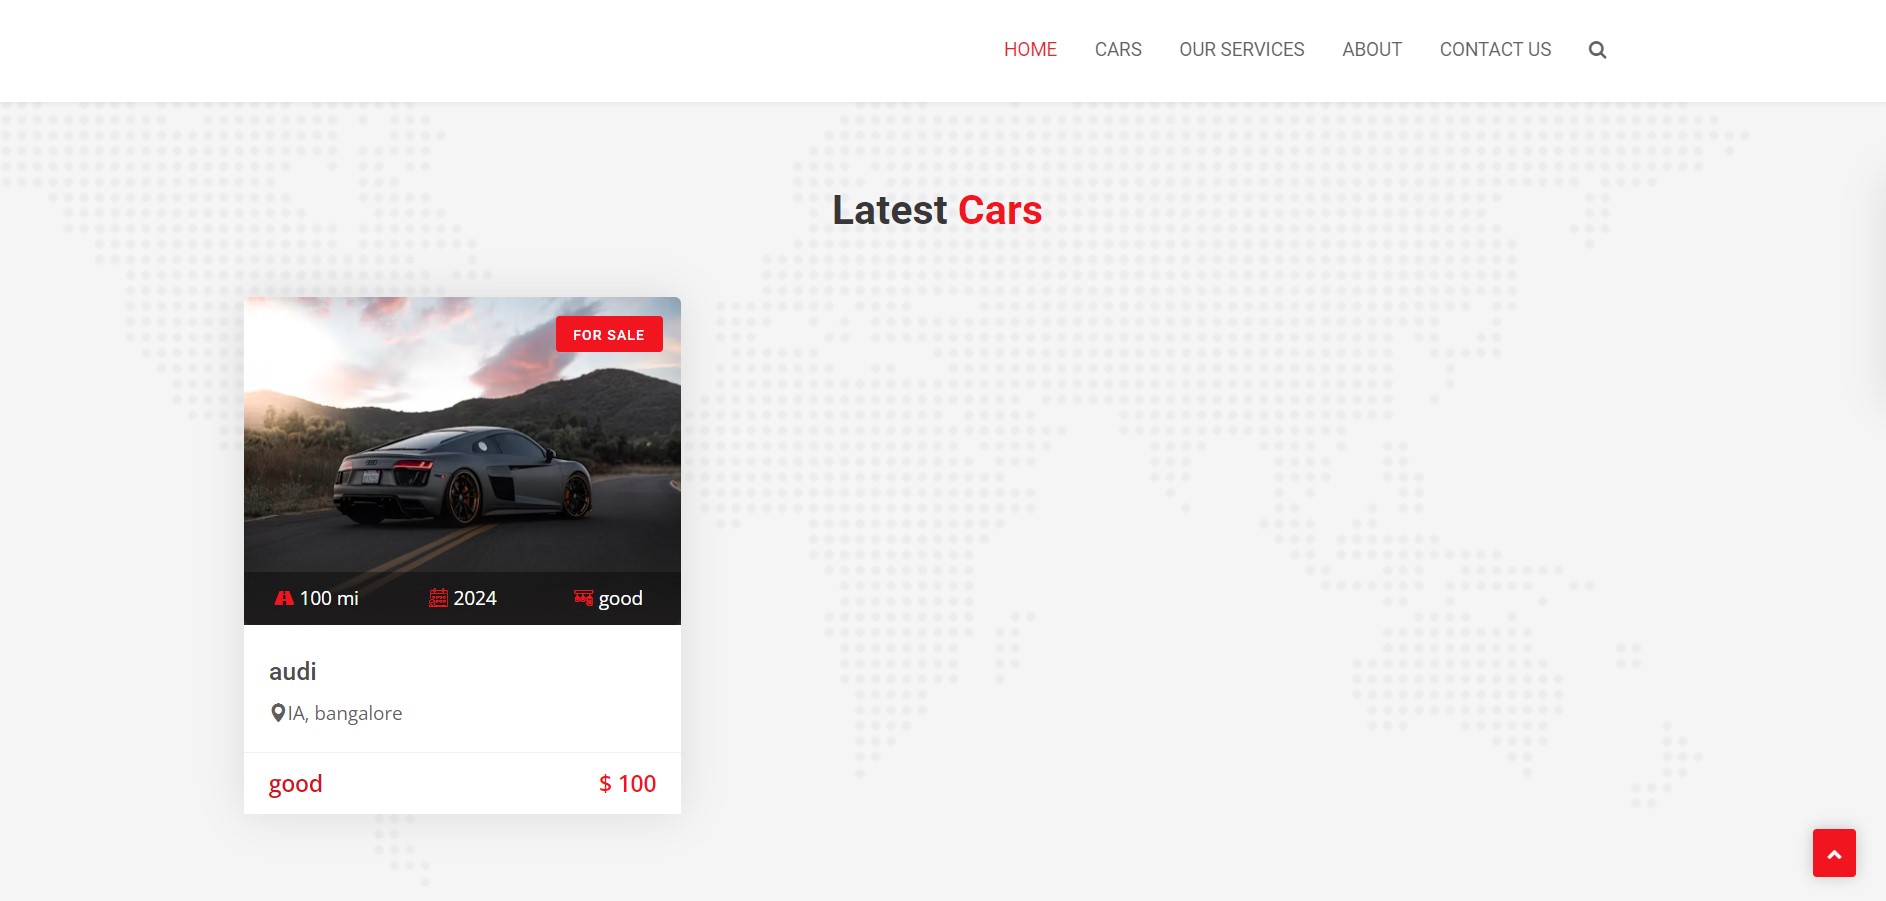 HOME CARS OUR SERVICES ABOUT CONTACT US
Latest Cars
FOR SALE
100 mi 2024 good
audi
IA, bangalore
good $ 100